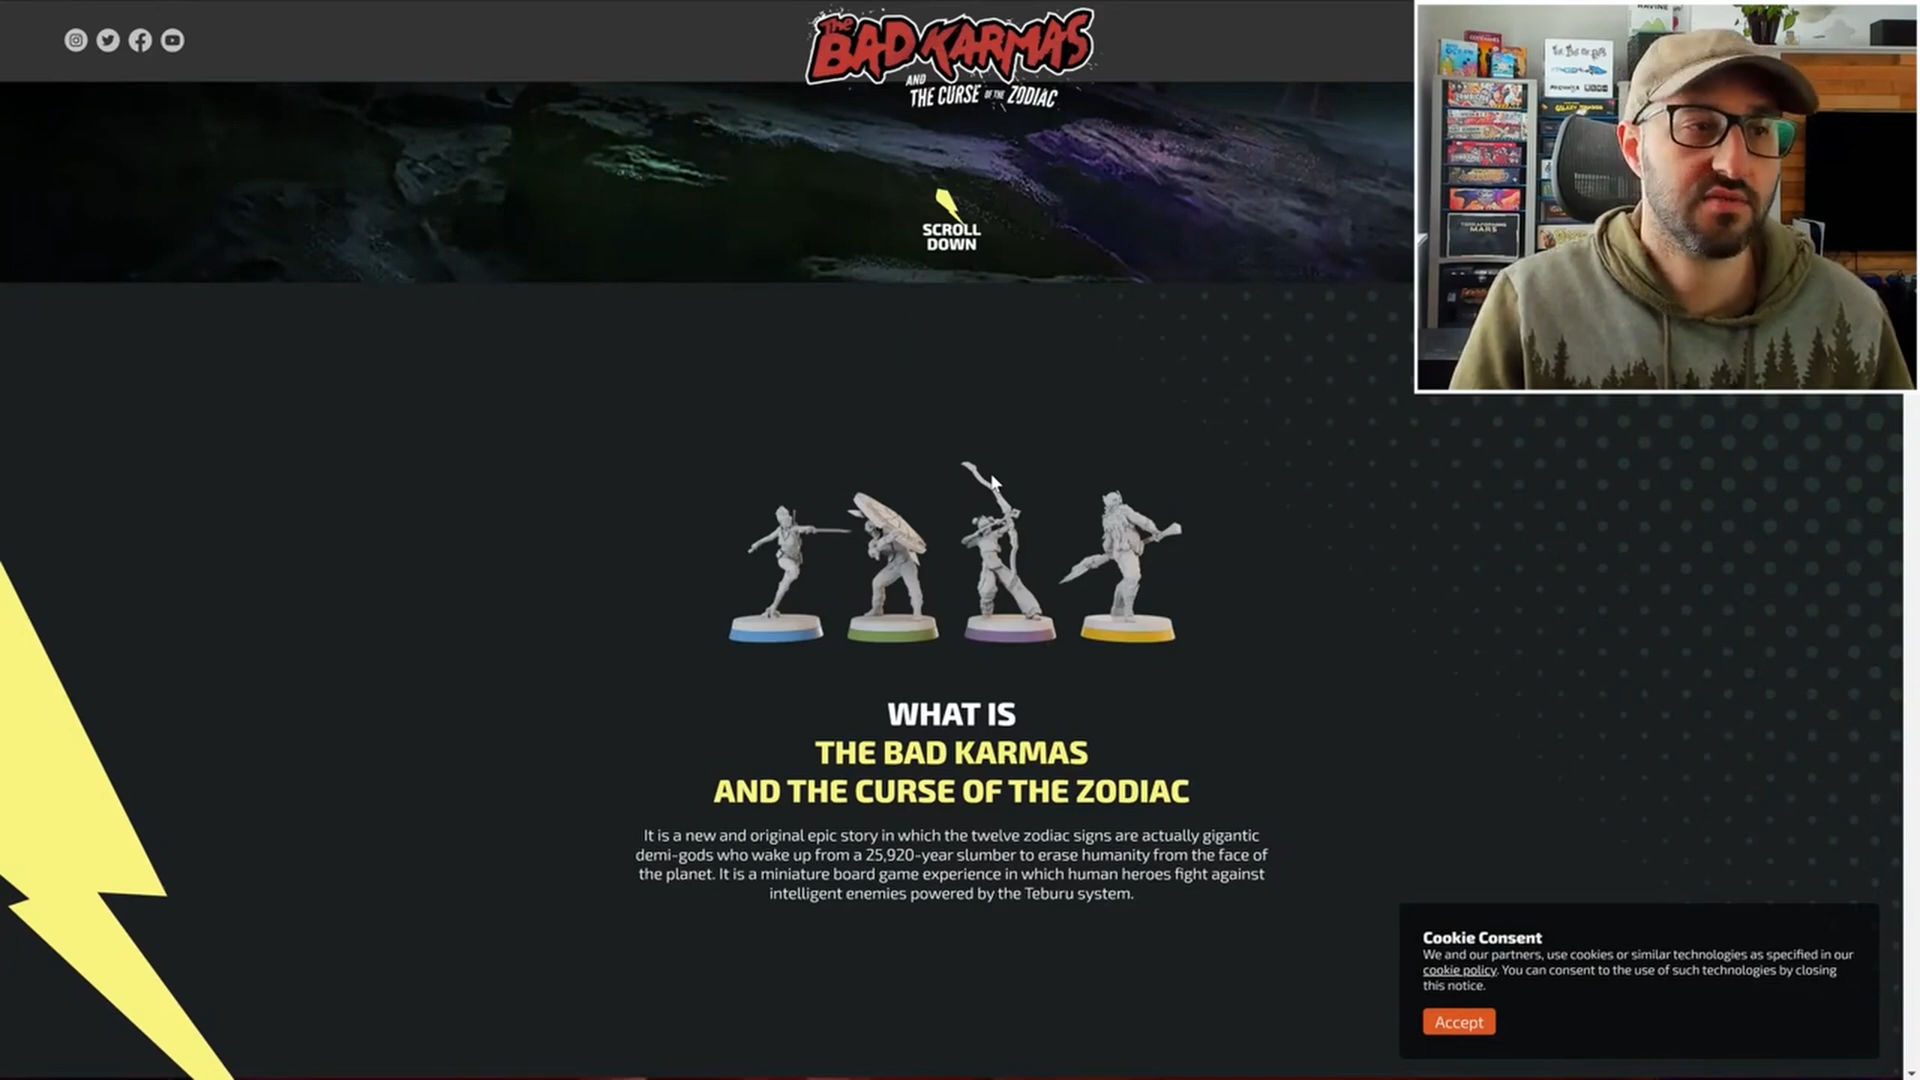 The
BAD KARMAS
AND
THE CURSE OF THE ZODIAC
SCROLL
DOWN
RAVINE
TERRAFORMING
MARS
WHAT IS
THE BAD KARMAS
AND THE CURSE OF THE ZODIAC
It is a new and original epic story in which the twelve zodiac signs are actually gigantic
demi-gods who wake up from a 25,920-year slumber to erase humanity from the face of
the planet. It is a miniature board game experience in which human heroes fight against
intelligent enemies powered by the Teburu system.
Cookie Consent
We and our partners, use cookies or similar technologies as specified in our
cookie policy. You can consent to the use of such technologies by closing
this notice.
Accept